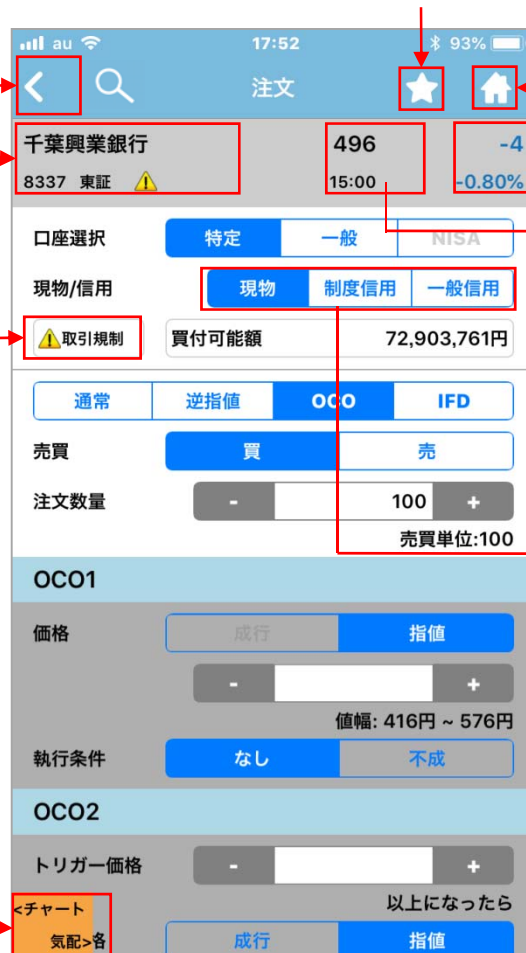 au 17:52 93%
注文
千葉興業銀行 496 -4
8337 東証 15:00 -0.80%
口座選択 特定 一般 NISA
現物/信用 現物 制度信用 一般信用
取引規制 買付可能額 72,903,761円
通常 逆指値 OCO IFD
売買 買 売
注文数量 - 100 +
売買単位:100
OCO1
価格 成行 指値
- +
値幅: 416円 ~ 576円
執行条件 なし 不成
OCO2
トリガー価格 - +
以上になったら
<チャート
気配>各 成行 指値